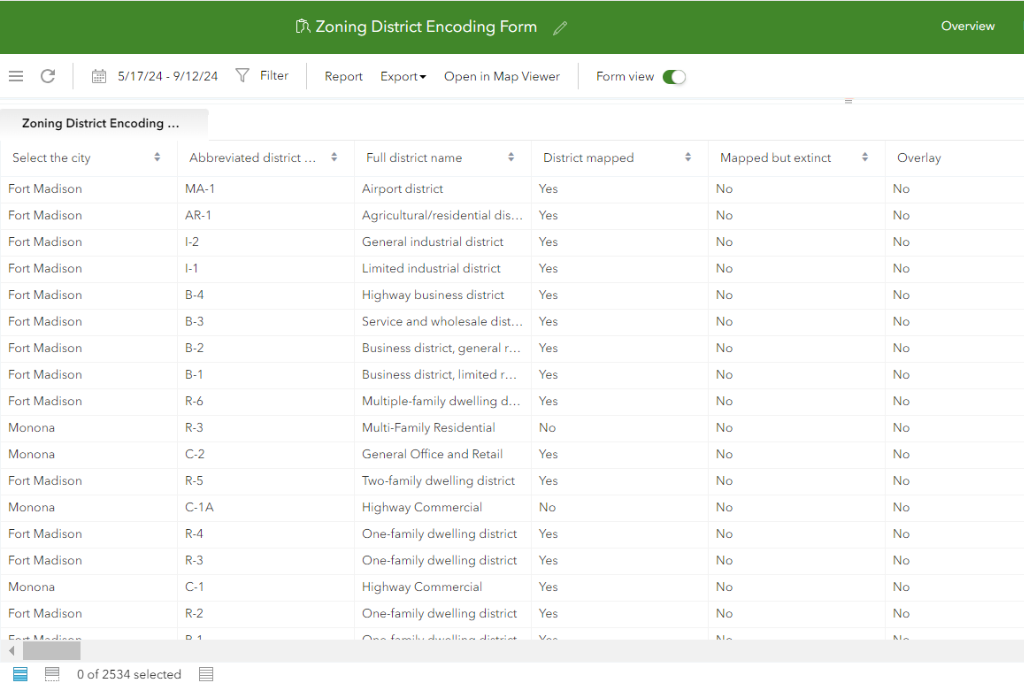 Zoning District Encoding Form
Overview
5/17/24 - 9/12/24 Filter Report Export Open in Map Viewer Form view
Zoning District Encoding ...
Select the city Abbreviated district ... Full district name District mapped Mapped but extinct Overlay
Fort Madison MA-1 Airport district Yes No No
Fort Madison AR-1 Agricultural/residential dis... Yes No No
Fort Madison I-2 General industrial district Yes No No
Fort Madison I-1 Limited industrial district Yes No No
Fort Madison B-4 Highway business district Yes No No
Fort Madison B-3 Service and wholesale dist... Yes No No
Fort Madison B-2 Business district, general r... Yes No No
Fort Madison B-1 Business district, limited r... Yes No No
Fort Madison R-6 Multiple-family dwelling d... Yes No No
Monona R-3 Multi-Family Residential No No No
Monona C-2 General Office and Retail Yes No No
Fort Madison R-5 Two-family dwelling district Yes No No
Monona C-1A Highway Commercial No No No
Fort Madison R-4 One-family dwelling district Yes No No
Fort Madison R-3 One-family dwelling district Yes No No
Monona C-1 Highway Commercial Yes No No
Fort Madison R-2 One-family dwelling district Yes No No
Fort Madison R-1 One-family dwelling district Yes No No
0 of 2534 selected